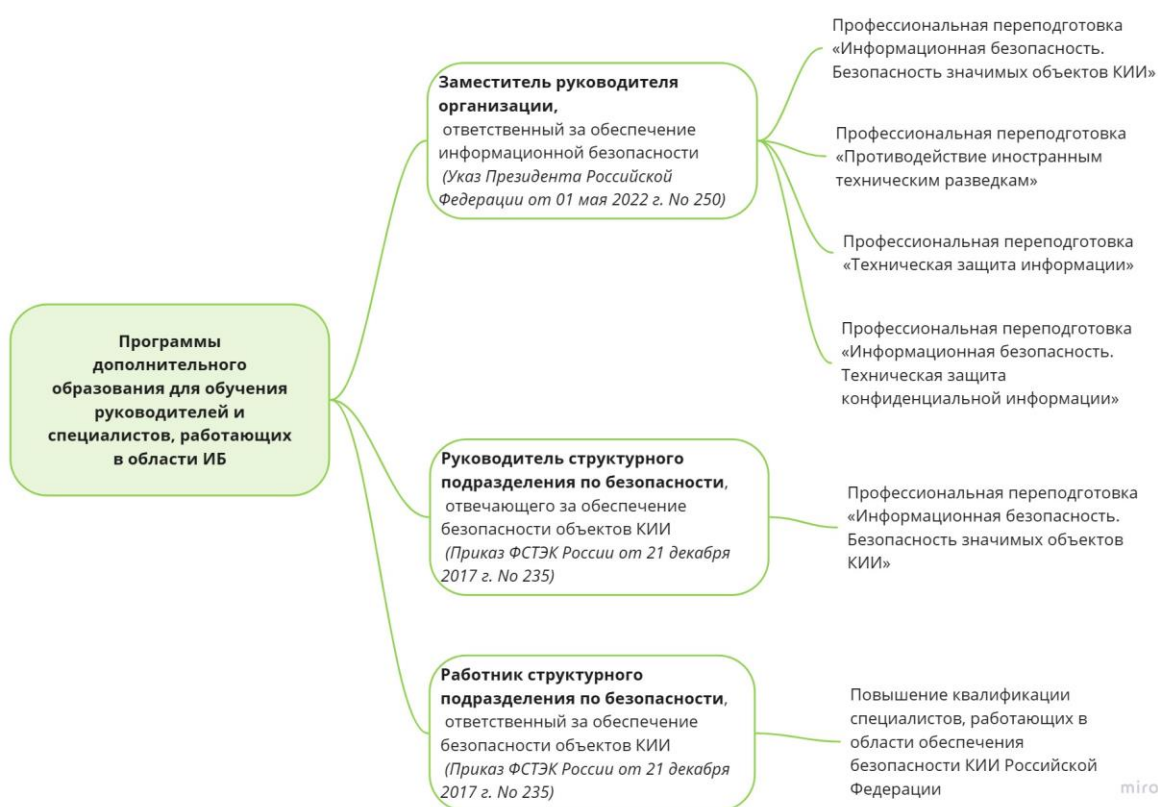 Программы
дополнительного
образования для обучения
руководителей и
специалистов, работающих
в области ИБ
Заместитель руководителя
организации,
ответственный за обеспечение
информационной безопасности
(Указ Президента Российской
Федерации от 01 мая 2022 г. No 250)
Профессиональная переподготовка
«Информационная безопасность.
Безопасность значимых объектов КИИ»
Профессиональная переподготовка
«Противодействие иностранным
техническим разведкам»
Профессиональная переподготовка
«Техническая защита информации»
Профессиональная переподготовка
«Информационная безопасность.
Техническая защита
конфиденциальной информации»
Руководитель структурного
подразделения по безопасности,
отвечающего за обеспечение
безопасности объектов КИИ
(Приказ ФСТЭК России от 21 декабря
2017 г. No 235)
Профессиональная переподготовка
«Информационная безопасность.
Безопасность значимых объектов
КИИ»
Работник структурного
подразделения по безопасности,
ответственный за обеспечение
безопасности объектов КИИ
(Приказ ФСТЭК России от 21 декабря
2017 г. No 235)
Повышение квалификации
специалистов, работающих в
области обеспечения
безопасности КИИ Российской
Федерации
miro